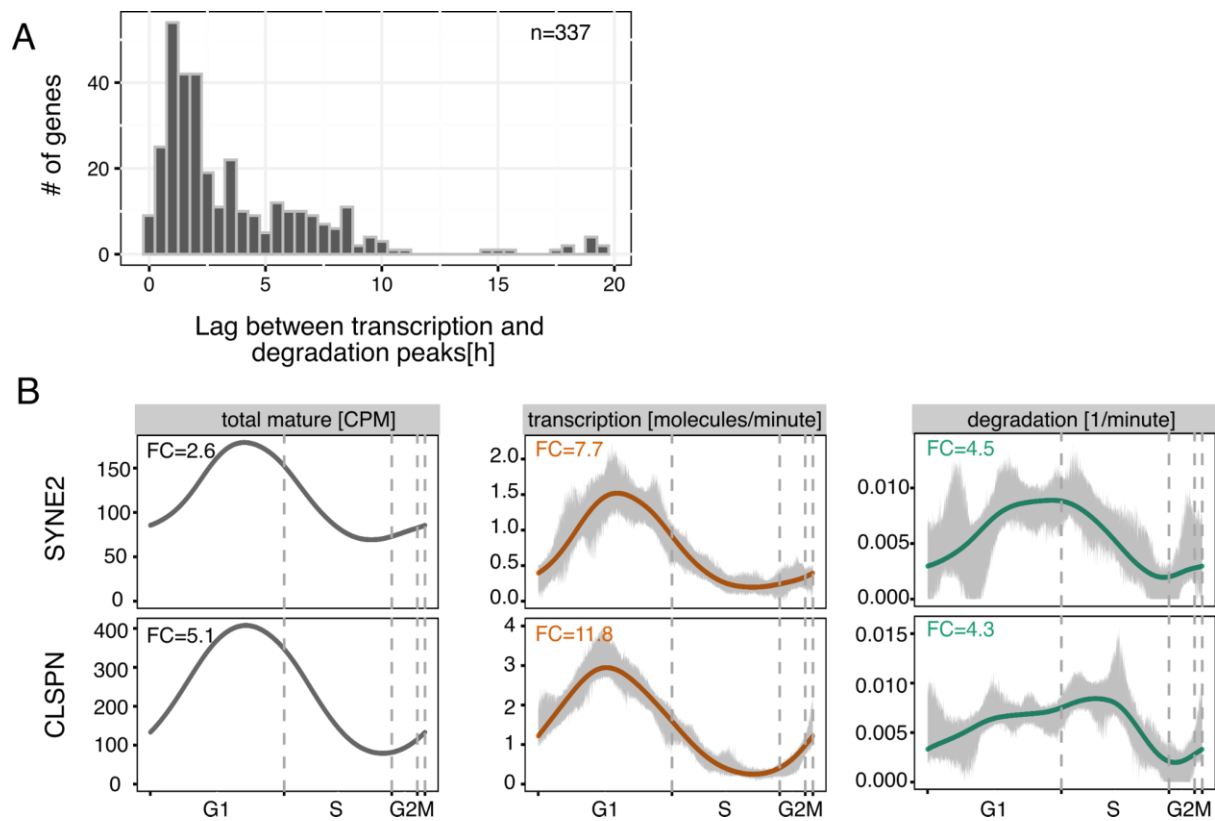 A
n=337
# of genes
40
20
0
0 5 10 15 20
Lag between transcription and
degradation peaks[h]
B
total mature [CPM]
transcription [molecules/minute]
degradation [1/minute]
SYNE2
FC=2.6
150
100
50
0
FC=7.7
2.0
1.5
1.0
0.5
0.0
FC=4.5
0.010
0.005
0.000
CLSPN
FC=5.1
400
300
200
100
0
FC=11.8
4
3
2
1
0
FC=4.3
0.015
0.010
0.005
0.000
G1 S G2M
G1 S G2M
G1 S G2M